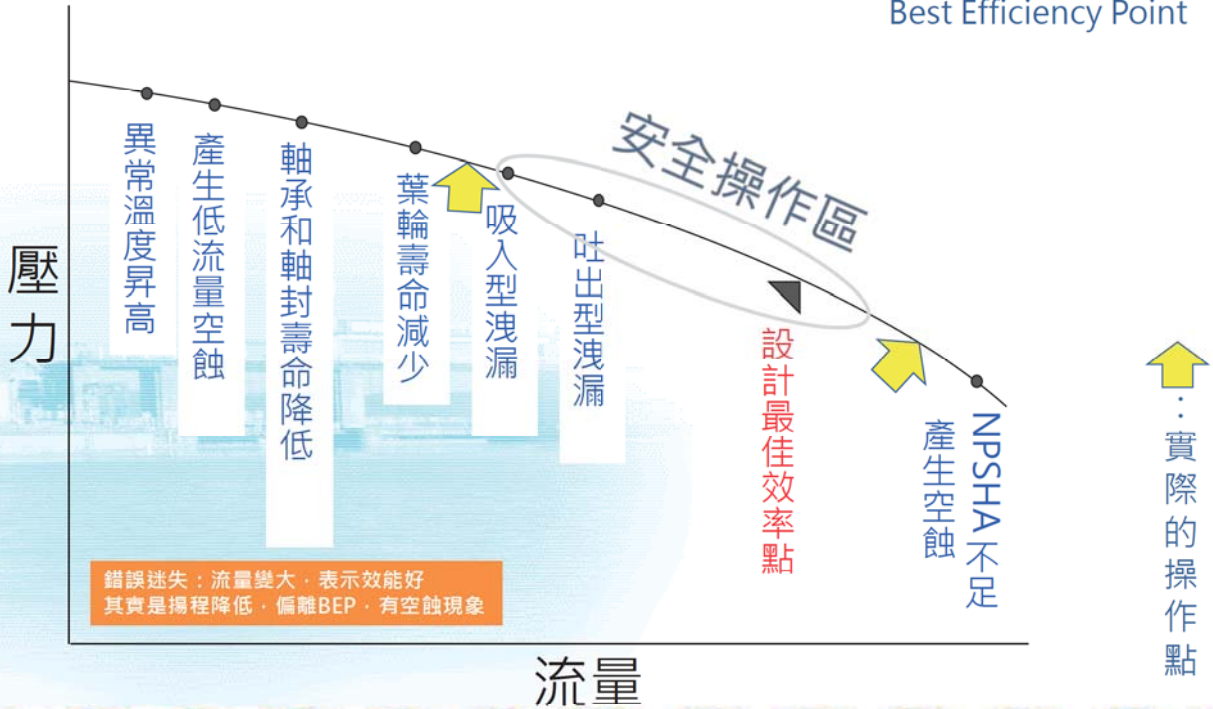 Best Efficiency Point
安全操作區
異常溫度昇高
產生低流量空蝕
軸承和軸封壽命降低
葉輪壽命減少
吸入型洩漏
吐出型洩漏
設計最佳效率點
NPSHA不足
產生空蝕
壓力
：實際的操作點
錯誤迷失：流量變大，表示效能好
其實是揚程降低，偏離BEP，有空蝕現象
流量